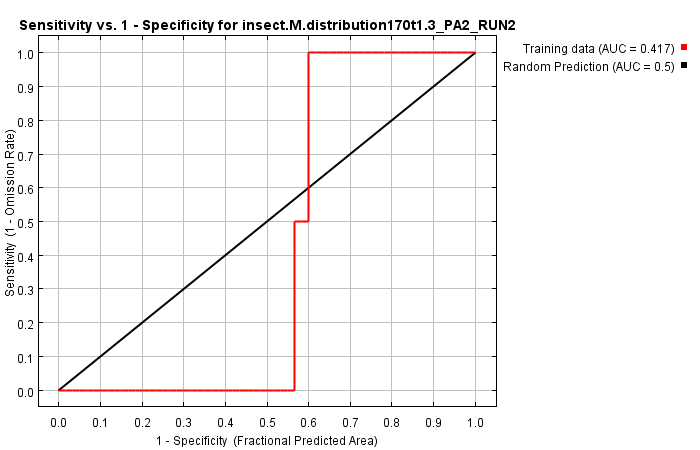 Sensitivity vs. 1 - Specificity for insect.M.distribution170t1.3_PA2_RUN2
Training data (AUC = 0.417)
Random Prediction (AUC = 0.5)
Sensitivity (1 - Omission Rate)
1.0
0.9
0.8
0.7
0.6
0.5
0.4
0.3
0.2
0.1
0.0
0.0 0.1 0.2 0.3 0.4 0.5 0.6 0.7 0.8 0.9 1.0
1 - Specificity (Fractional Predicted Area)